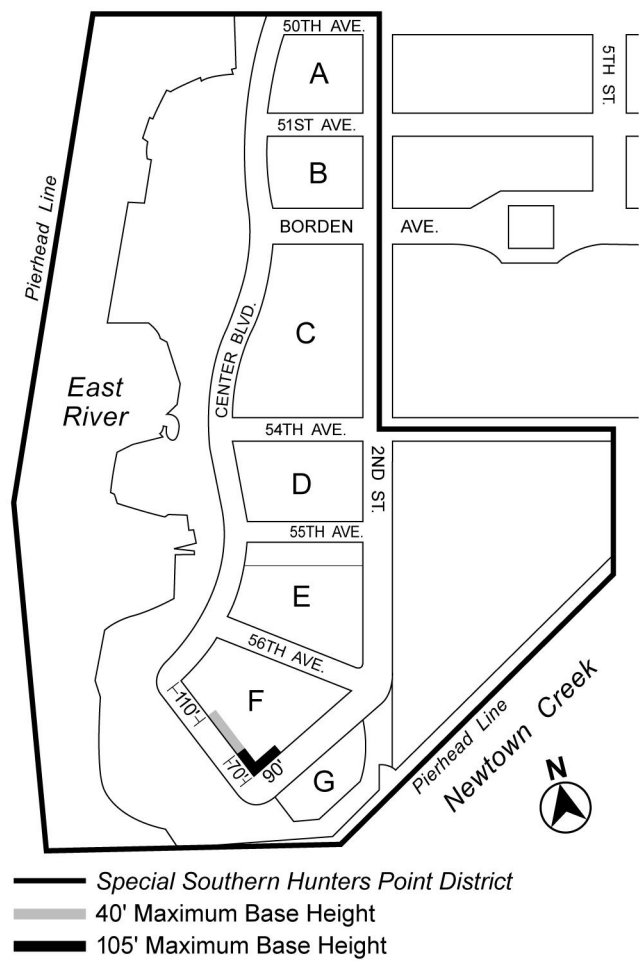 50TH AVE.
A
5TH ST.
51ST AVE.
B
BORDEN AVE.
Pierhead Line
C
CENTER BLVD.
East
River
54TH AVE.
2ND ST.
D
55TH AVE.
E
56TH AVE.
F
110'
70'
90'
G
Pierhead Line
Newtown Creek
N
Special Southern Hunters Point District
40' Maximum Base Height
105' Maximum Base Height